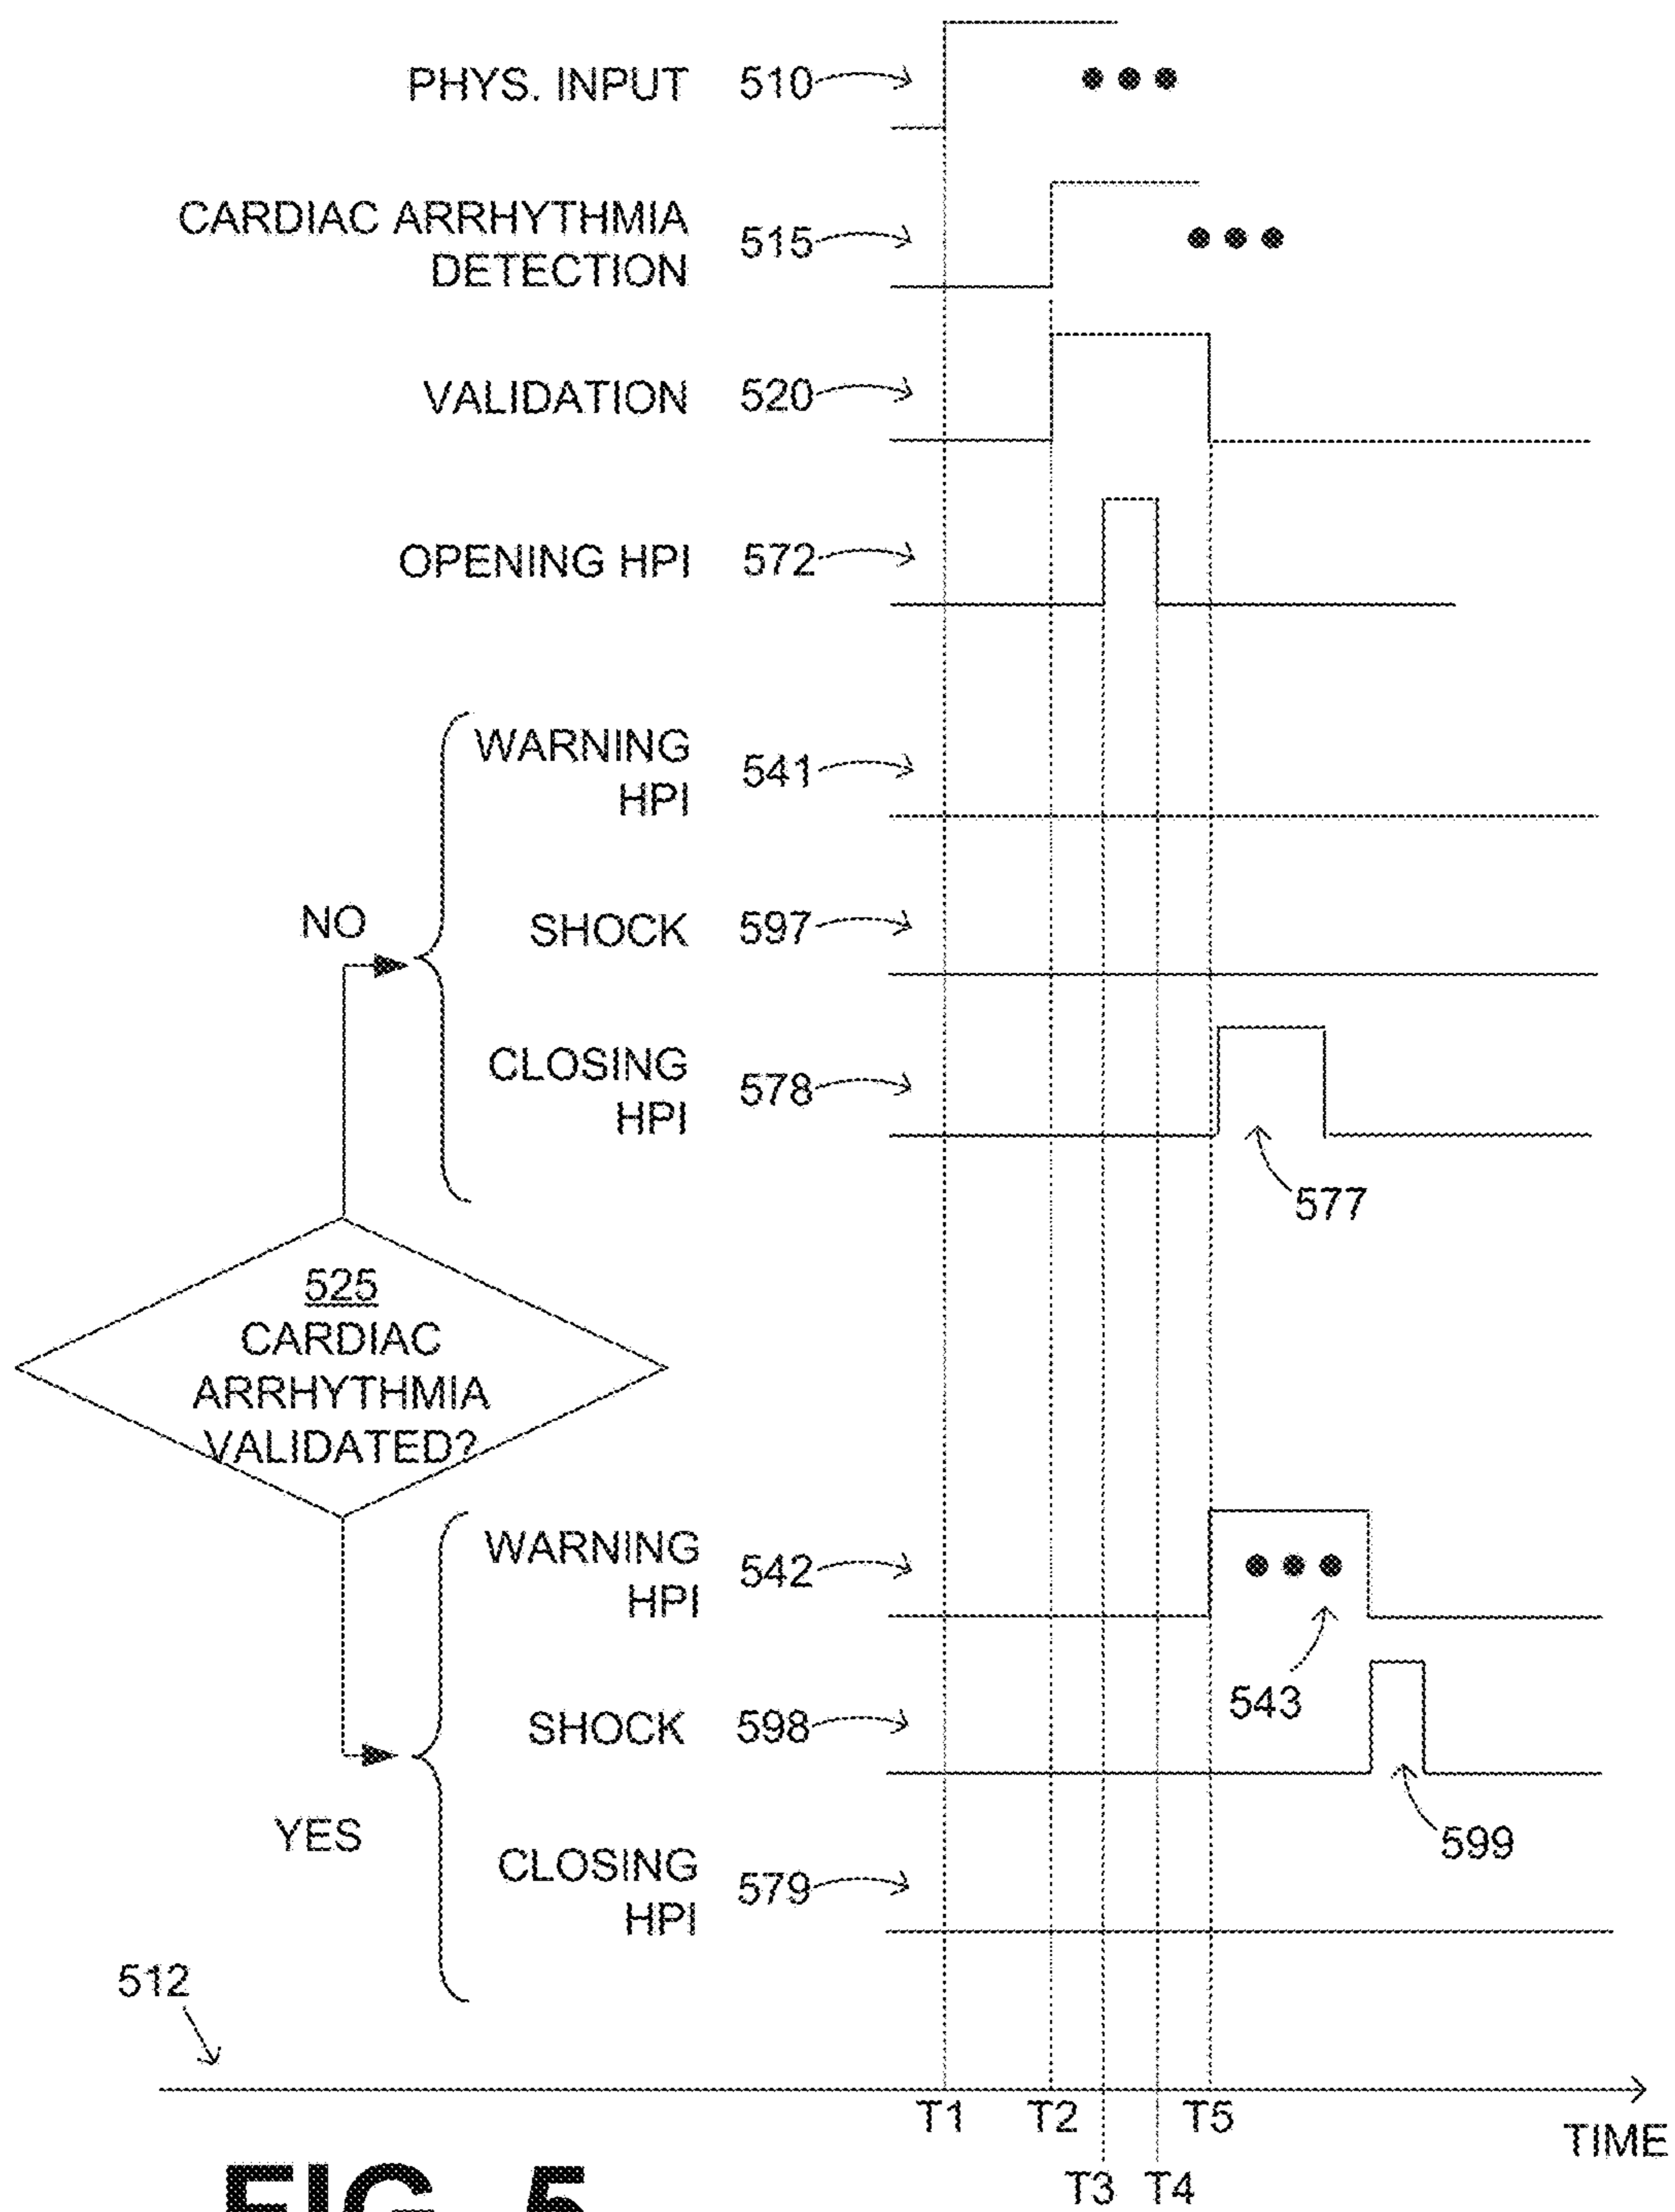 PHYS. INPUT 510
CARDIAC ARRHYTHMIA
DETECTION 515
VALIDATION 520
OPENING HPI 572
WARNING
HPI 541
NO
SHOCK 597
CLOSING
HPI 578
577
525
CARDIAC
ARRHYTHMIA
VALIDATED?
WARNING
HPI 542
543
SHOCK 598
599
YES
CLOSING
HPI 579
512
T1 T2 T5
TIME
T3 T4
FIG. 5